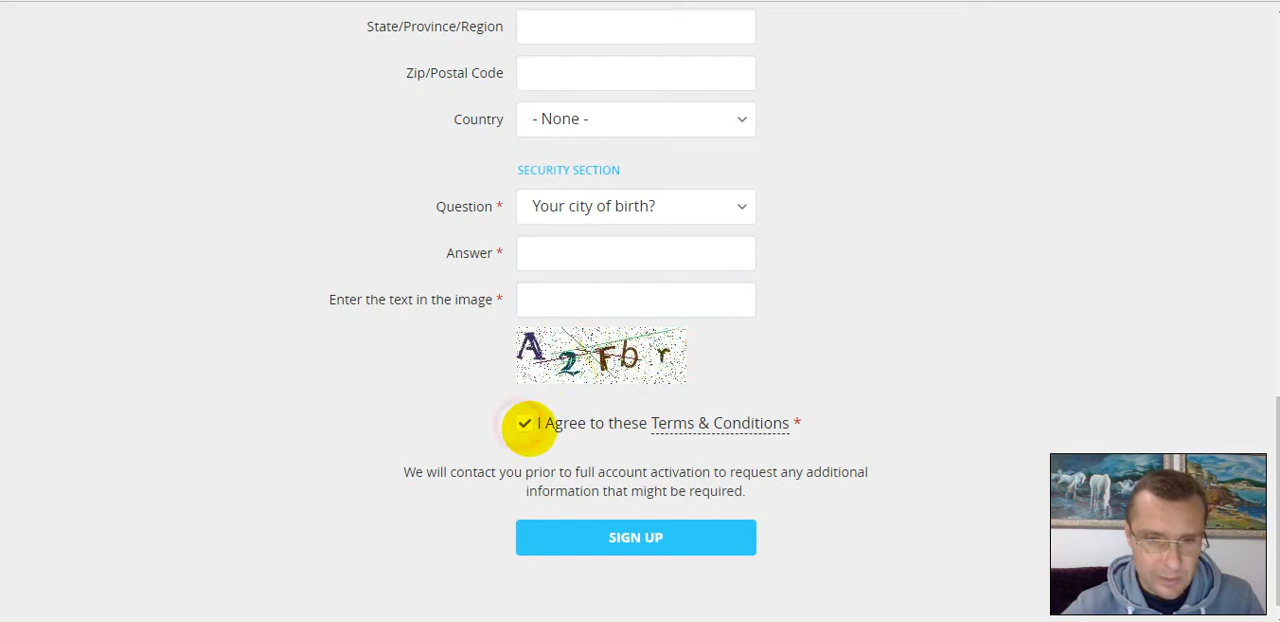 State/Province/Region
Zip/Postal Code
Country - None -
SECURITY SECTION
Question * Your city of birth?
Answer *
Enter the text in the image *
A2Fbr
I Agree to these Terms & Conditions *
We will contact you prior to full account activation to request any additional
information that might be required.
SIGN UP